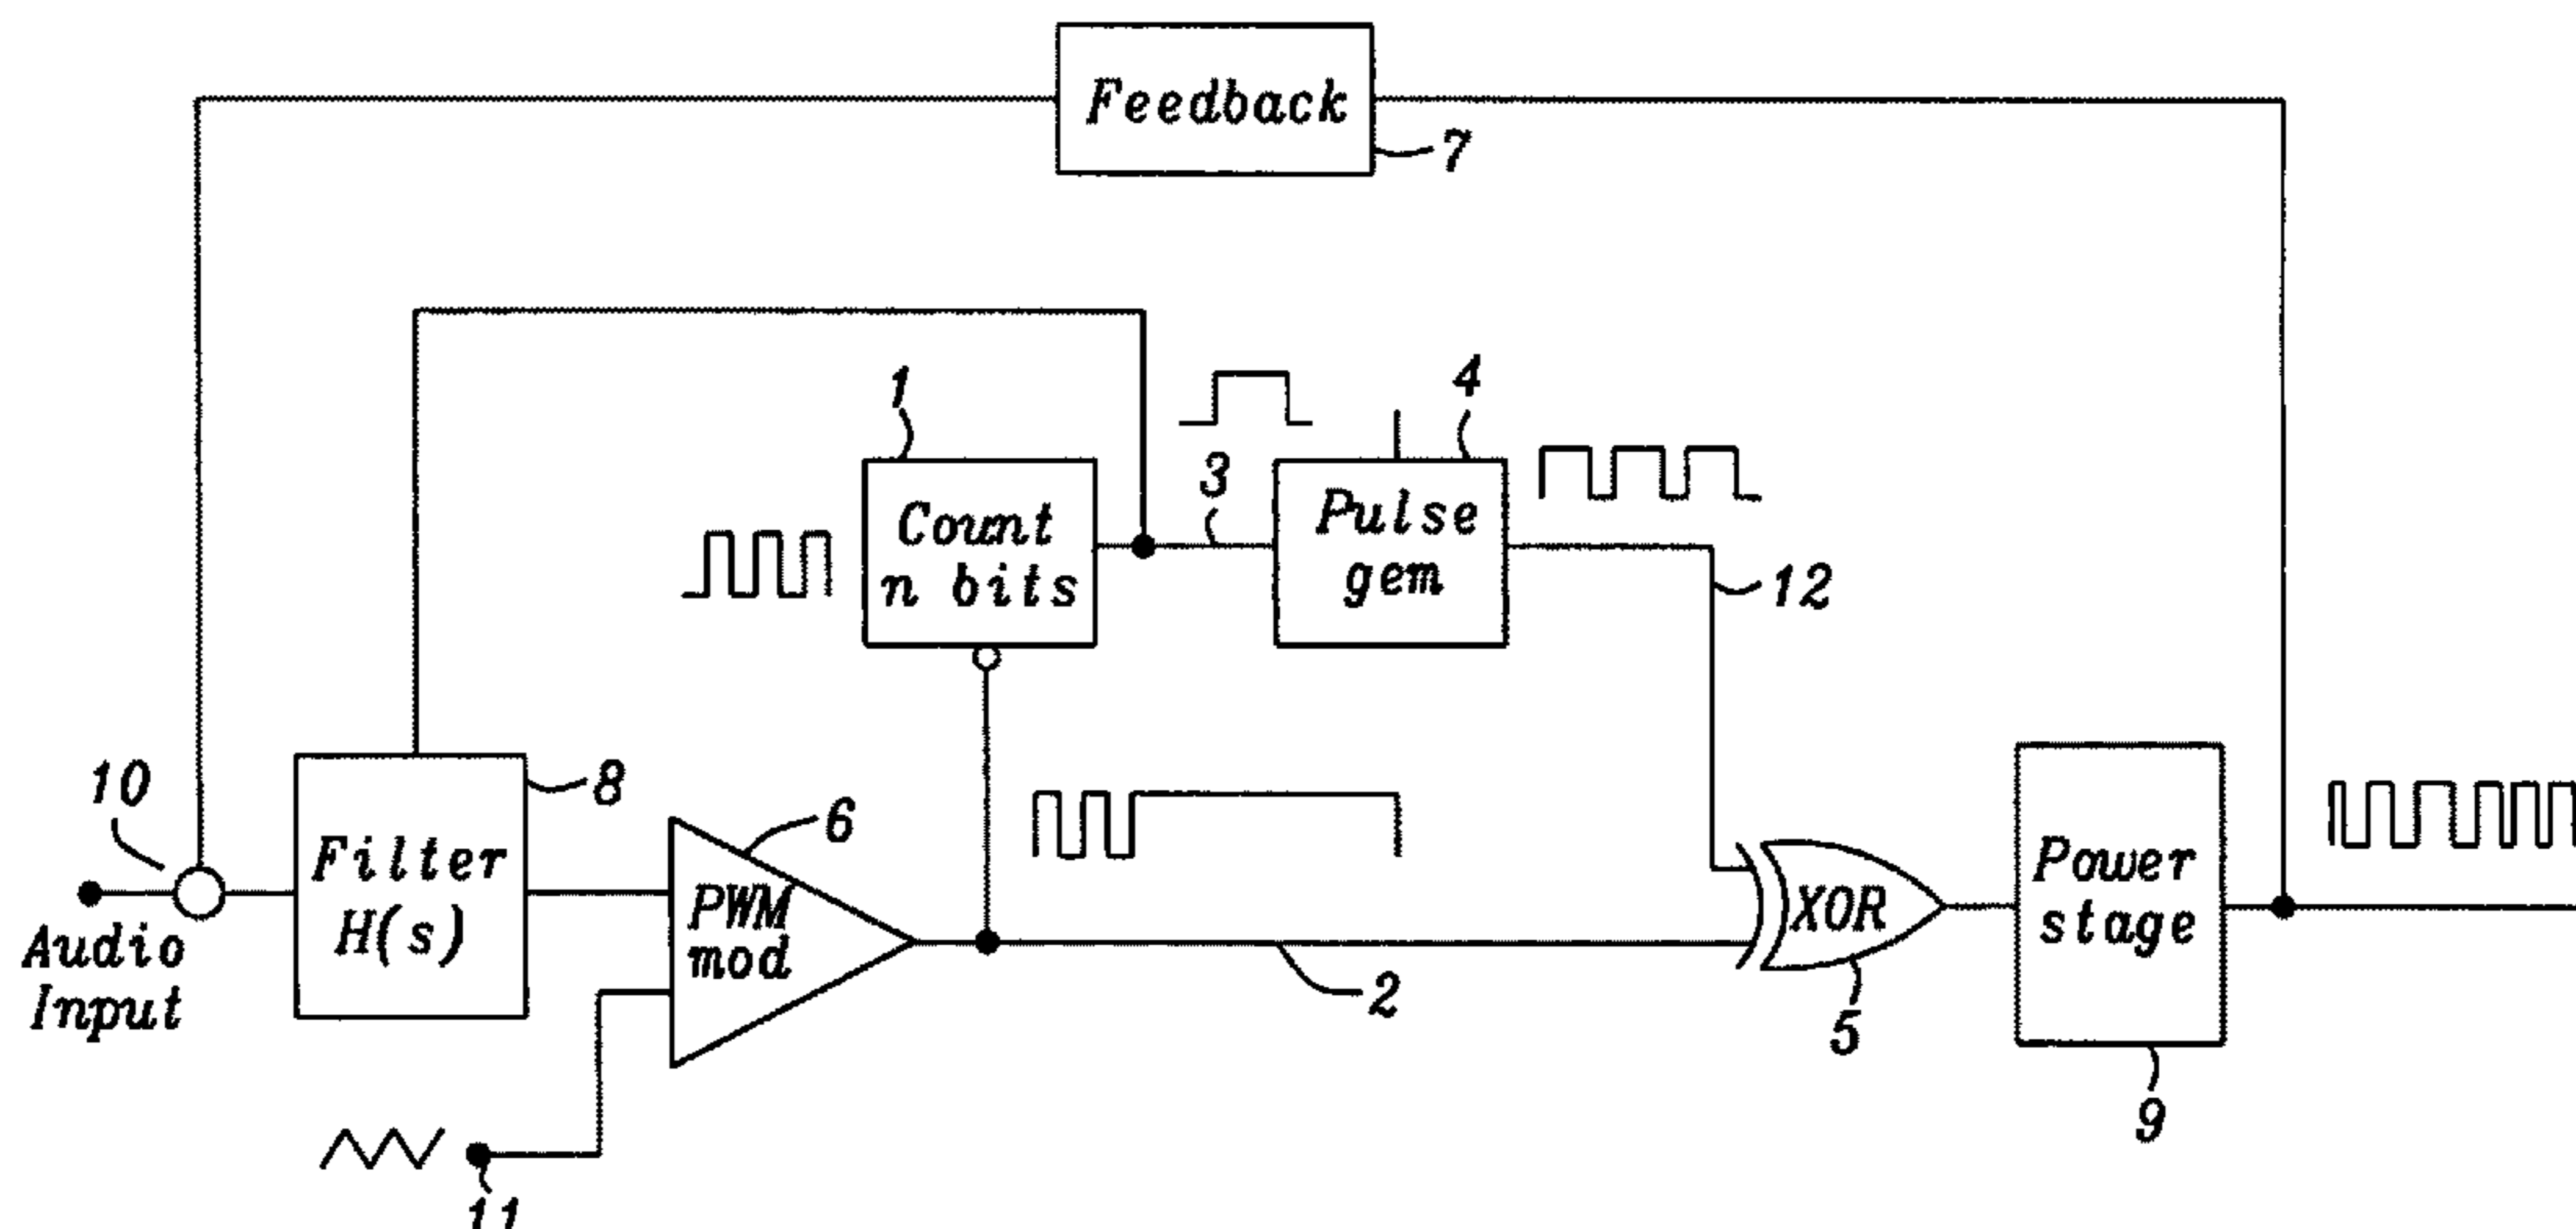 Feedback
7
1
3
4
Count
n bits
Pulse
gem
12
10
8
6
Filter
H(s)
PWM
mod
XOR
Power
stage
Audio
Input
2
5
9
11